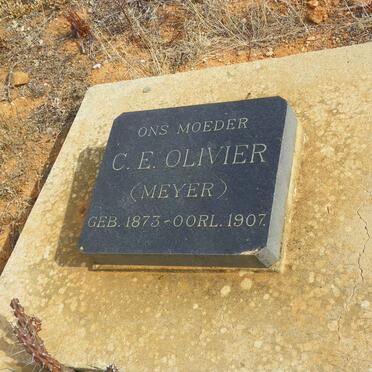 ONS MOEDER
C. E. OLIVIER
(MEYER)
GEB. 1873-OORL. 1907.